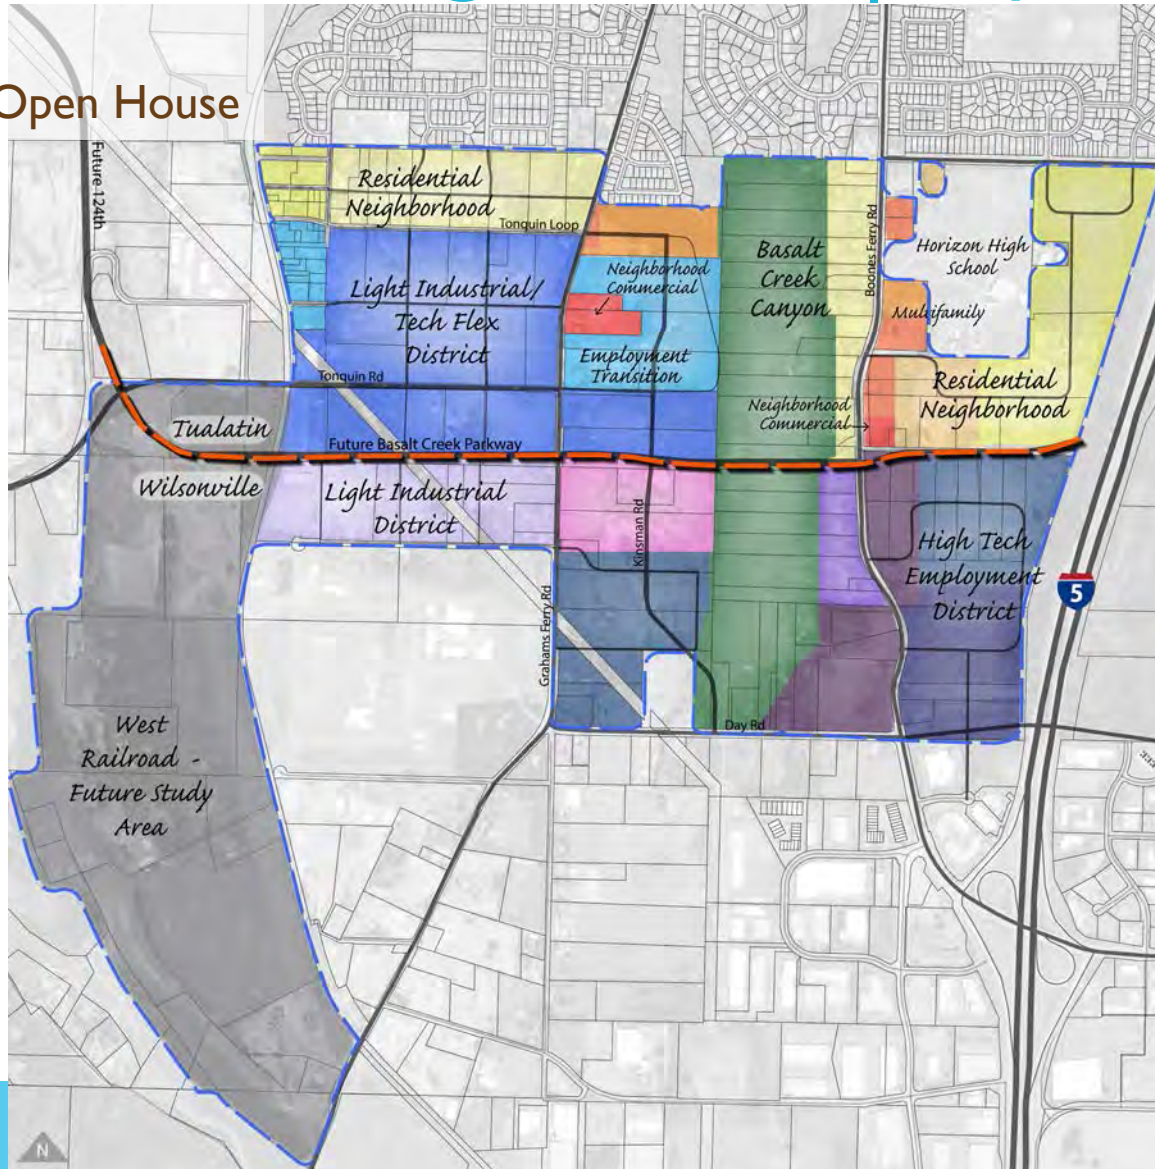 Open House
Future 124th
Residential
Neighborhood
Tonquin Loop
Light Industrial/
Tech Flex
District
Neighborhood
Commercial
Employment
Transition
Basalt
Creek
Canyon
Boones Ferry Rd
Horizon High
School
Multifamily
Residential
Neighborhood
Neighborhood
Commercial
Tonquin Rd
Tualatin
Future Basalt Creek Parkway
Wilsonville
Light Industrial
District
Kinsman Rd
High Tech
Employment
District
5
Grahams Ferry Rd
Day Rd
West
Railroad -
Future Study
Area
N